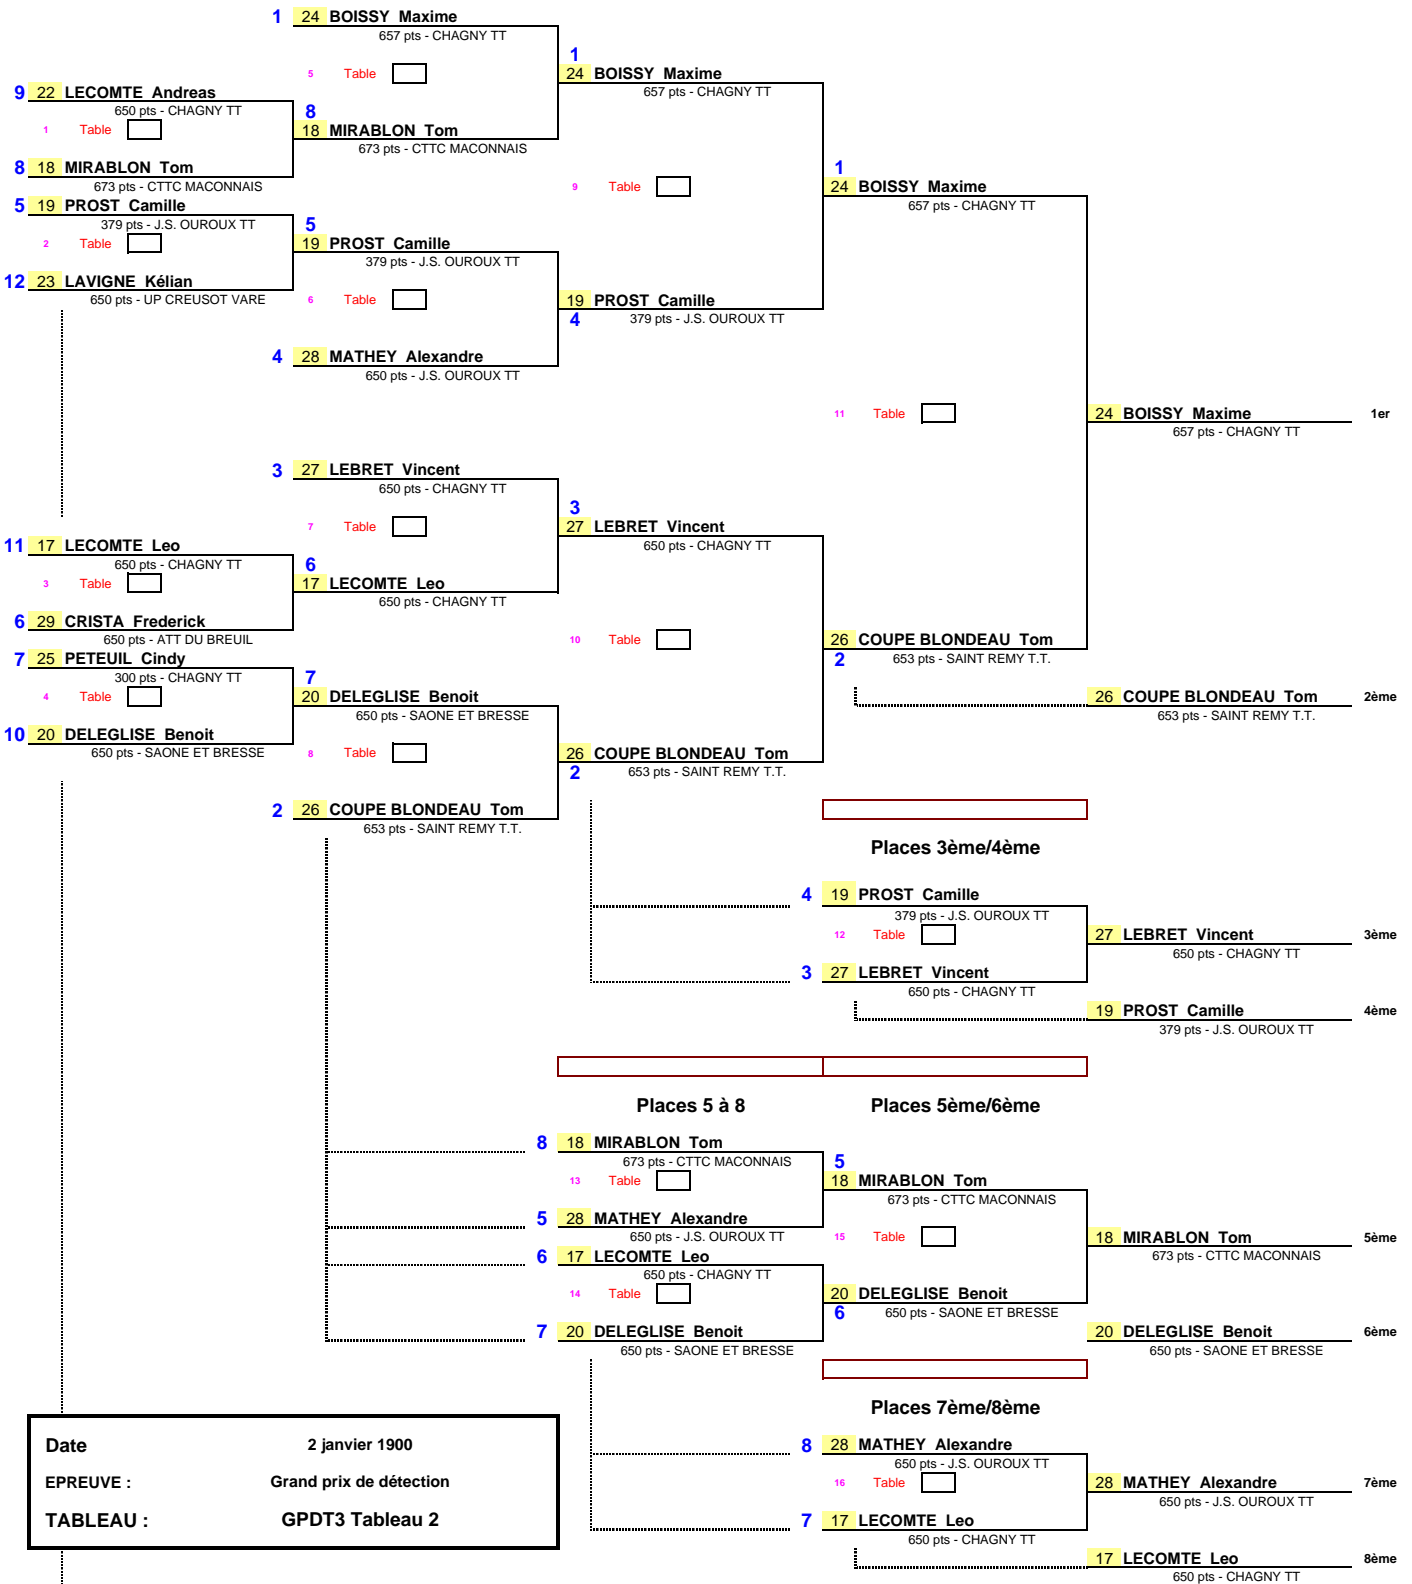 1 24 BOISSY Maxime
657 pts - CHAGNY TT
1
5 Table
24 BOISSY Maxime
657 pts - CHAGNY TT
9 22 LECOMTE Andreas
650 pts - CHAGNY TT
8
1 Table
18 MIRABLON Tom
673 pts - CTTC MACONNAIS
8 18 MIRABLON Tom
673 pts - CTTC MACONNAIS
1
9 Table
24 BOISSY Maxime
657 pts - CHAGNY TT
5 19 PROST Camille
379 pts - J.S. OUROUX TT
5
2 Table
19 PROST Camille
379 pts - J.S. OUROUX TT
12 23 LAVIGNE Kélian
650 pts - UP CREUSOT VARE
6 Table
19 PROST Camille
4
379 pts - J.S. OUROUX TT
4 28 MATHEY Alexandre
650 pts - J.S. OUROUX TT
11 Table
24 BOISSY Maxime 1er
657 pts - CHAGNY TT
3 27 LEBRET Vincent
650 pts - CHAGNY TT
3
7 Table
27 LEBRET Vincent
650 pts - CHAGNY TT
11 17 LECOMTE Leo
650 pts - CHAGNY TT
6
3 Table
17 LECOMTE Leo
650 pts - CHAGNY TT
6 29 CRISTA Frederick
650 pts - ATT DU BREUIL
10 Table
26 COUPE BLONDEAU Tom
2
653 pts - SAINT REMY T.T.
7 25 PETEUIL Cindy
300 pts - CHAGNY TT
7
4 Table
20 DELEGLISE Benoit
650 pts - SAONE ET BRESSE
26 COUPE BLONDEAU Tom 2ème
653 pts - SAINT REMY T.T.
10 20 DELEGLISE Benoit
650 pts - SAONE ET BRESSE
8 Table
26 COUPE BLONDEAU Tom
2
653 pts - SAINT REMY T.T.
2 26 COUPE BLONDEAU Tom
653 pts - SAINT REMY T.T.
Places 3ème/4ème
4 19 PROST Camille
379 pts - J.S. OUROUX TT
12 Table
27 LEBRET Vincent 3ème
650 pts - CHAGNY TT
3 27 LEBRET Vincent
650 pts - CHAGNY TT
19 PROST Camille 4ème
379 pts - J.S. OUROUX TT
Places 5 à 8
Places 5ème/6ème
8 18 MIRABLON Tom
673 pts - CTTC MACONNAIS
5
13 Table
18 MIRABLON Tom
673 pts - CTTC MACONNAIS
5 28 MATHEY Alexandre
650 pts - J.S. OUROUX TT
15 Table
18 MIRABLON Tom 5ème
673 pts - CTTC MACONNAIS
6 17 LECOMTE Leo
650 pts - CHAGNY TT
14 Table
20 DELEGLISE Benoit
6
650 pts - SAONE ET BRESSE
7 20 DELEGLISE Benoit
650 pts - SAONE ET BRESSE
20 DELEGLISE Benoit 6ème
650 pts - SAONE ET BRESSE
Places 7ème/8ème
8 28 MATHEY Alexandre
650 pts - J.S. OUROUX TT
16 Table
28 MATHEY Alexandre 7ème
650 pts - J.S. OUROUX TT
7 17 LECOMTE Leo
650 pts - CHAGNY TT
17 LECOMTE Leo 8ème
650 pts - CHAGNY TT
Date 2 janvier 1900
EPREUVE : Grand prix de détection
TABLEAU : GPDT3 Tableau 2